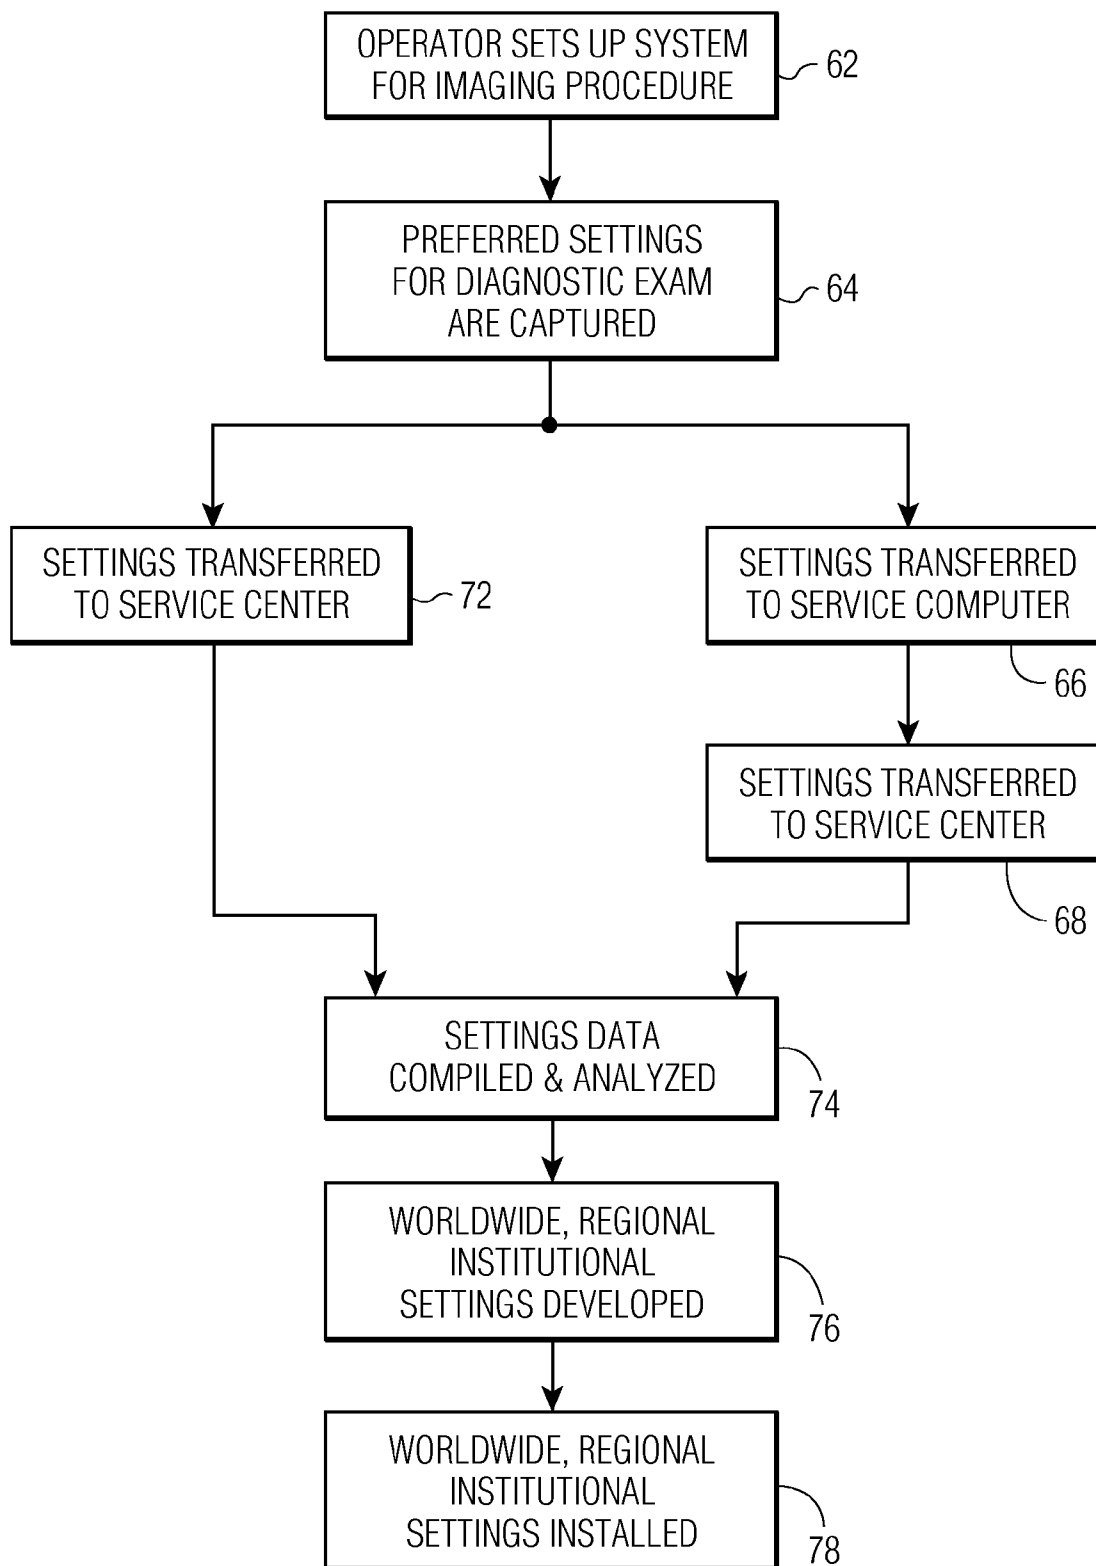 OPERATOR SETS UP SYSTEM
FOR IMAGING PROCEDURE
62
PREFERRED SETTINGS
FOR DIAGNOSTIC EXAM
ARE CAPTURED
64
SETTINGS TRANSFERRED
TO SERVICE CENTER
72
SETTINGS TRANSFERRED
TO SERVICE COMPUTER
66
SETTINGS TRANSFERRED
TO SERVICE CENTER
68
SETTINGS DATA
COMPILED & ANALYZED
74
WORLDWIDE, REGIONAL
INSTITUTIONAL
SETTINGS DEVELOPED
76
WORLDWIDE, REGIONAL
INSTITUTIONAL
SETTINGS INSTALLED
78